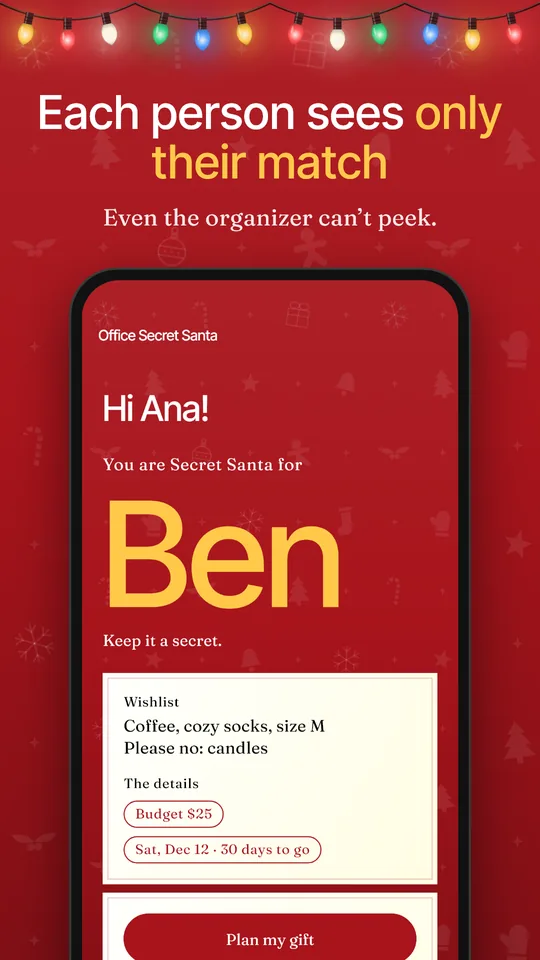 Each person sees only
their match
Even the organizer can’t peek.
Office Secret Santa
Hi Ana!
You are Secret Santa for
Ben
Keep it a secret.
Wishlist
Coffee, cozy socks, size M
Please no: candles
The details
Budget $25
Sat, Dec 12 · 30 days to go
Plan my gift